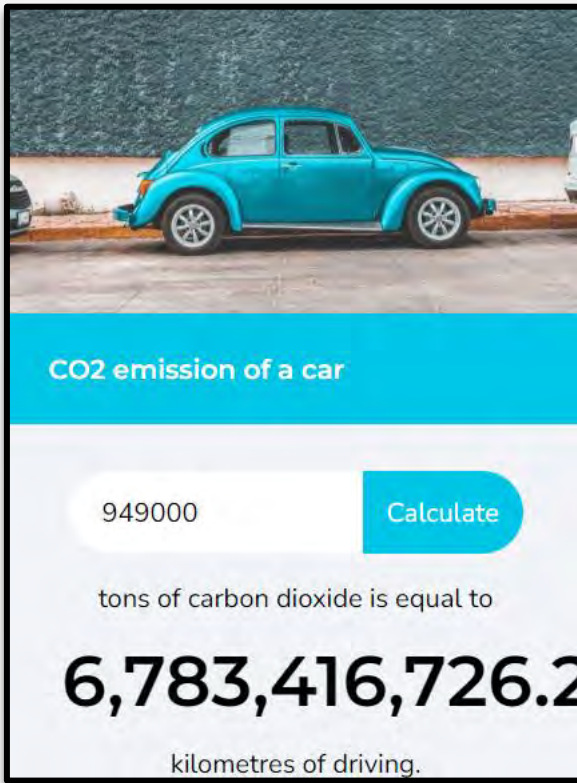 CO2 emission of a car
949000
Calculate
tons of carbon dioxide is equal to
6,783,416,726.2
kilometres of driving.